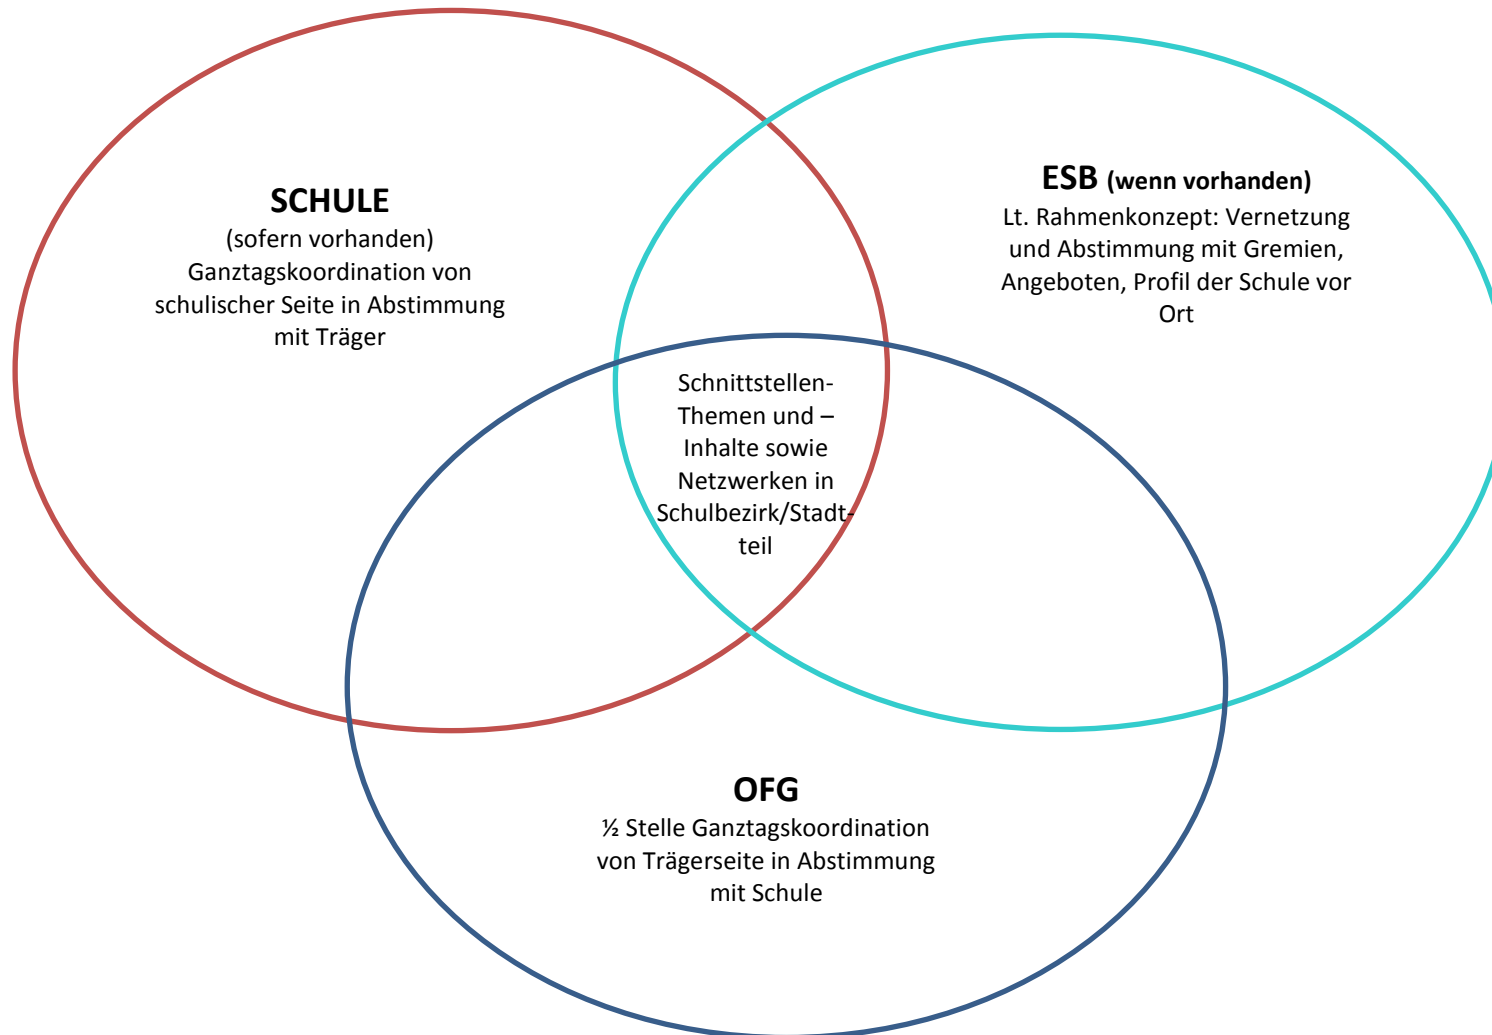 SCHULE
(sofern vorhanden)
Ganztagskoordination von
schulischer Seite in Abstimmung
mit Träger
ESB (wenn vorhanden)
Lt. Rahmenkonzept: Vernetzung
und Abstimmung mit Gremien,
Angeboten, Profil der Schule vor
Ort
Schnittstellen-
Themen und –
Inhalte sowie
Netzwerken in
Schulbezirk/Stadt-
teil
OFG
½ Stelle Ganztagskoordination
von Trägerseite in Abstimmung
mit Schule